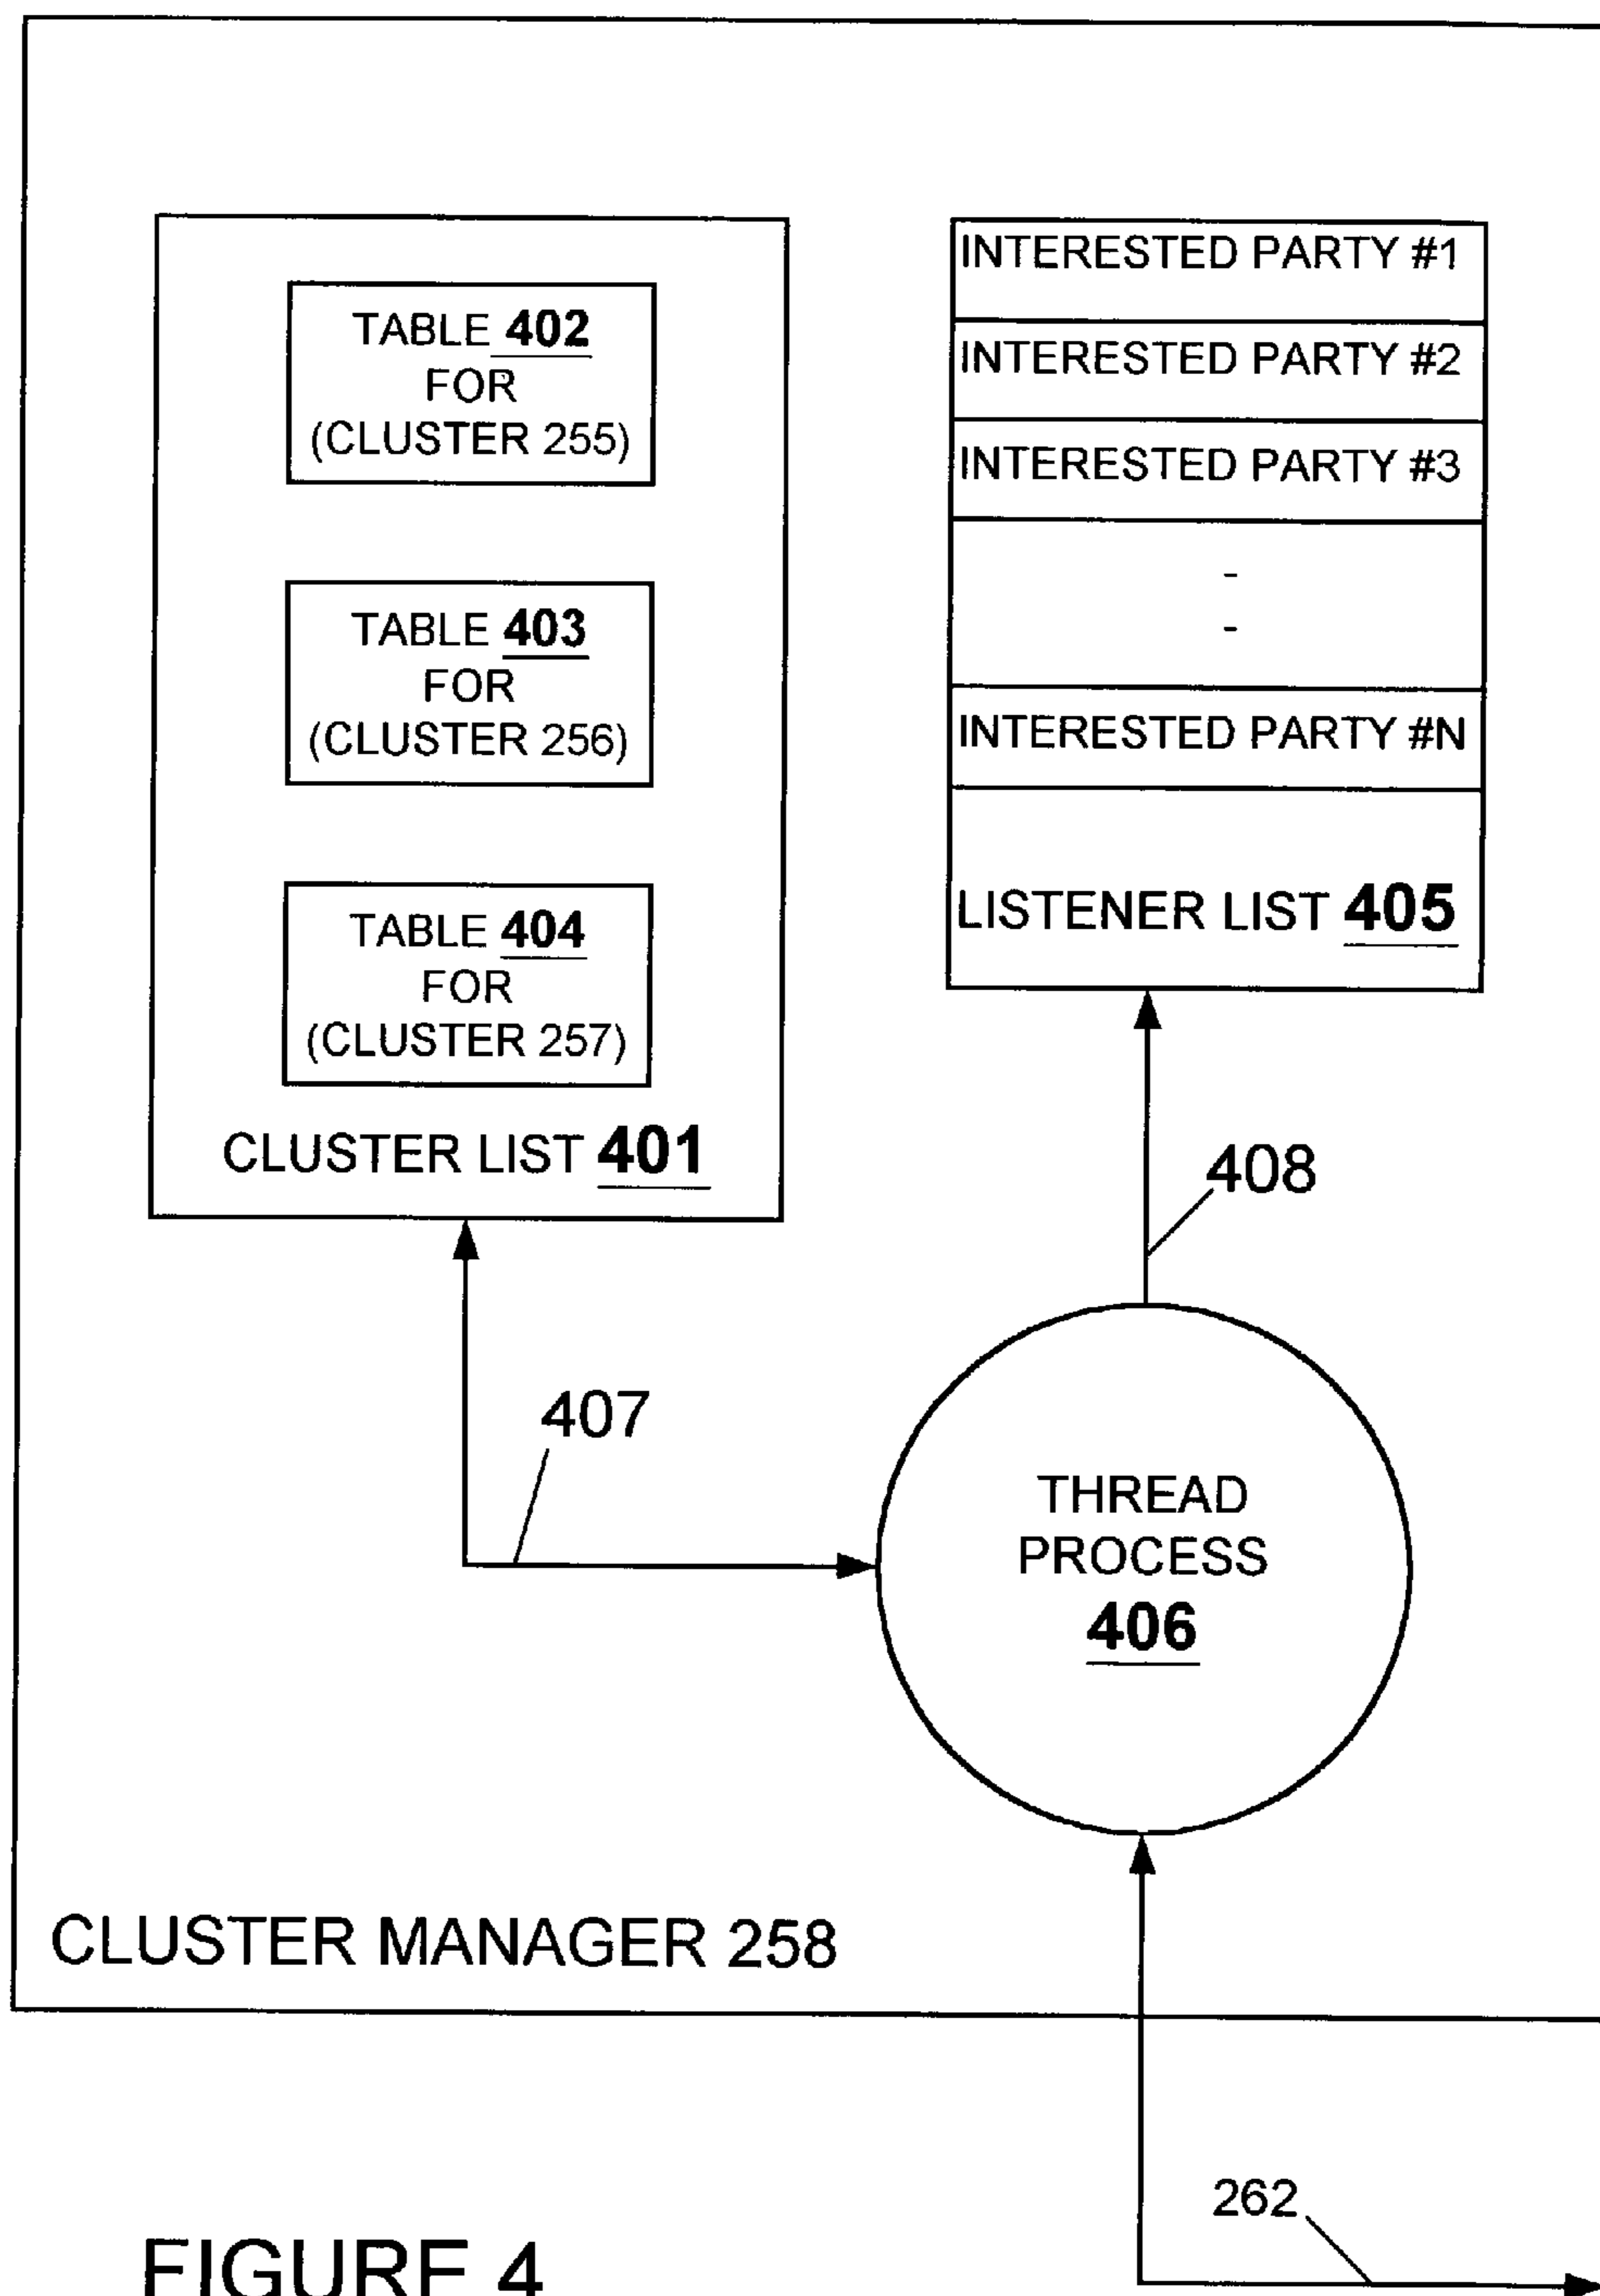 TABLE 402
FOR
(CLUSTER 255)
TABLE 403
FOR
(CLUSTER 256)
TABLE 404
FOR
(CLUSTER 257)
CLUSTER LIST 401
INTERESTED PARTY #1
INTERESTED PARTY #2
INTERESTED PARTY #3
-
-
INTERESTED PARTY #N
LISTENER LIST 405
408
407
THREAD
PROCESS
406
CLUSTER MANAGER 258
262
FIGURE 4